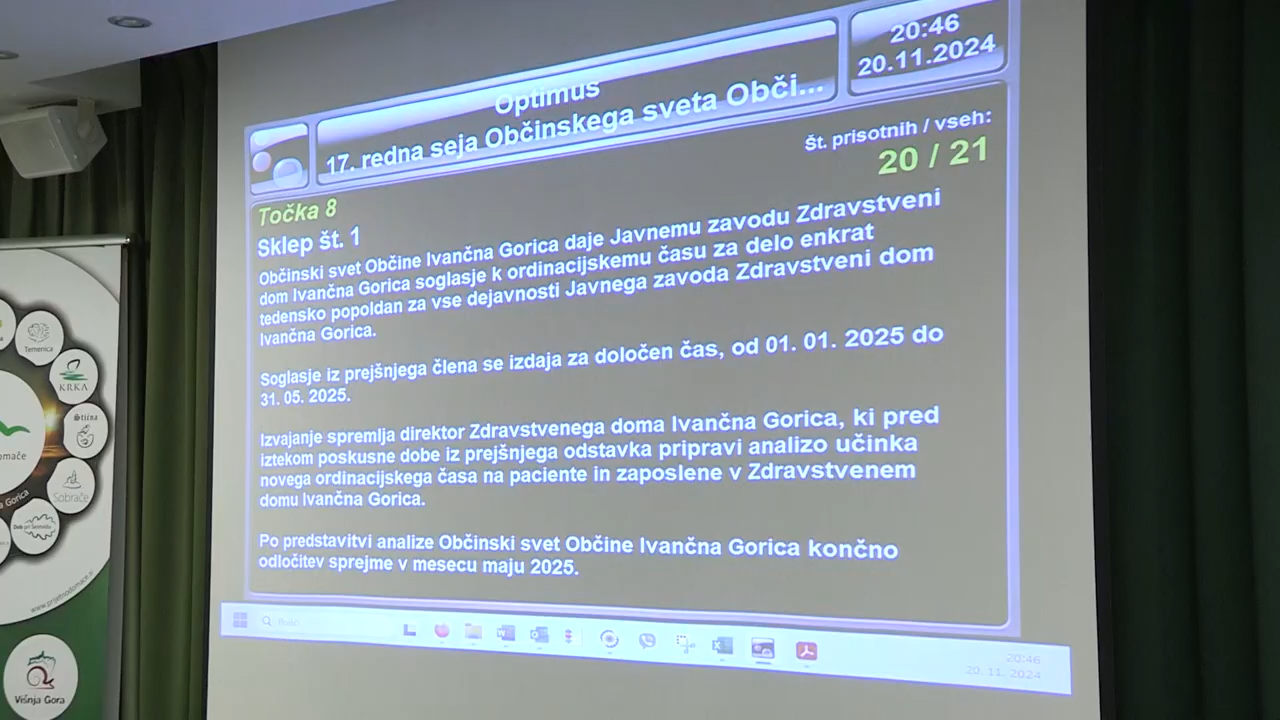 20:46
20.11.2024
Optimus
17. redna seja Občinskega sveta Obči...
Št. prisotnih / vseh:
20 / 21
Točka 8
Sklep št. 1
Občinski svet Občine Ivančna Gorica daje Javnemu zavodu Zdravstveni
dom Ivančna Gorica soglasje k ordinacijskemu času za delo enkrat
tedensko popoldan za vse dejavnosti Javnega zavoda Zdravstveni dom
Ivančna Gorica.
Soglasje iz prejšnjega člena se izdaja za določen čas, od 01. 01. 2025 do
31. 05. 2025.
Izvajanje spremlja direktor Zdravstvenega doma Ivančna Gorica, ki pred
iztekom poskusne dobe iz prejšnjega odstavka pripravi analizo učinka
novega ordinacijskega časa na paciente in zaposlene v Zdravstvenem
domu Ivančna Gorica.
Po predstavitvi analize Občinski svet Občine Ivančna Gorica končno
odločitev sprejme v mesecu maju 2025.
20:46
20. 11. 2024
Temenica
KRKA
Stična
Sobrače
Gorica
www.prijetnodomace.si
Višnja Gora